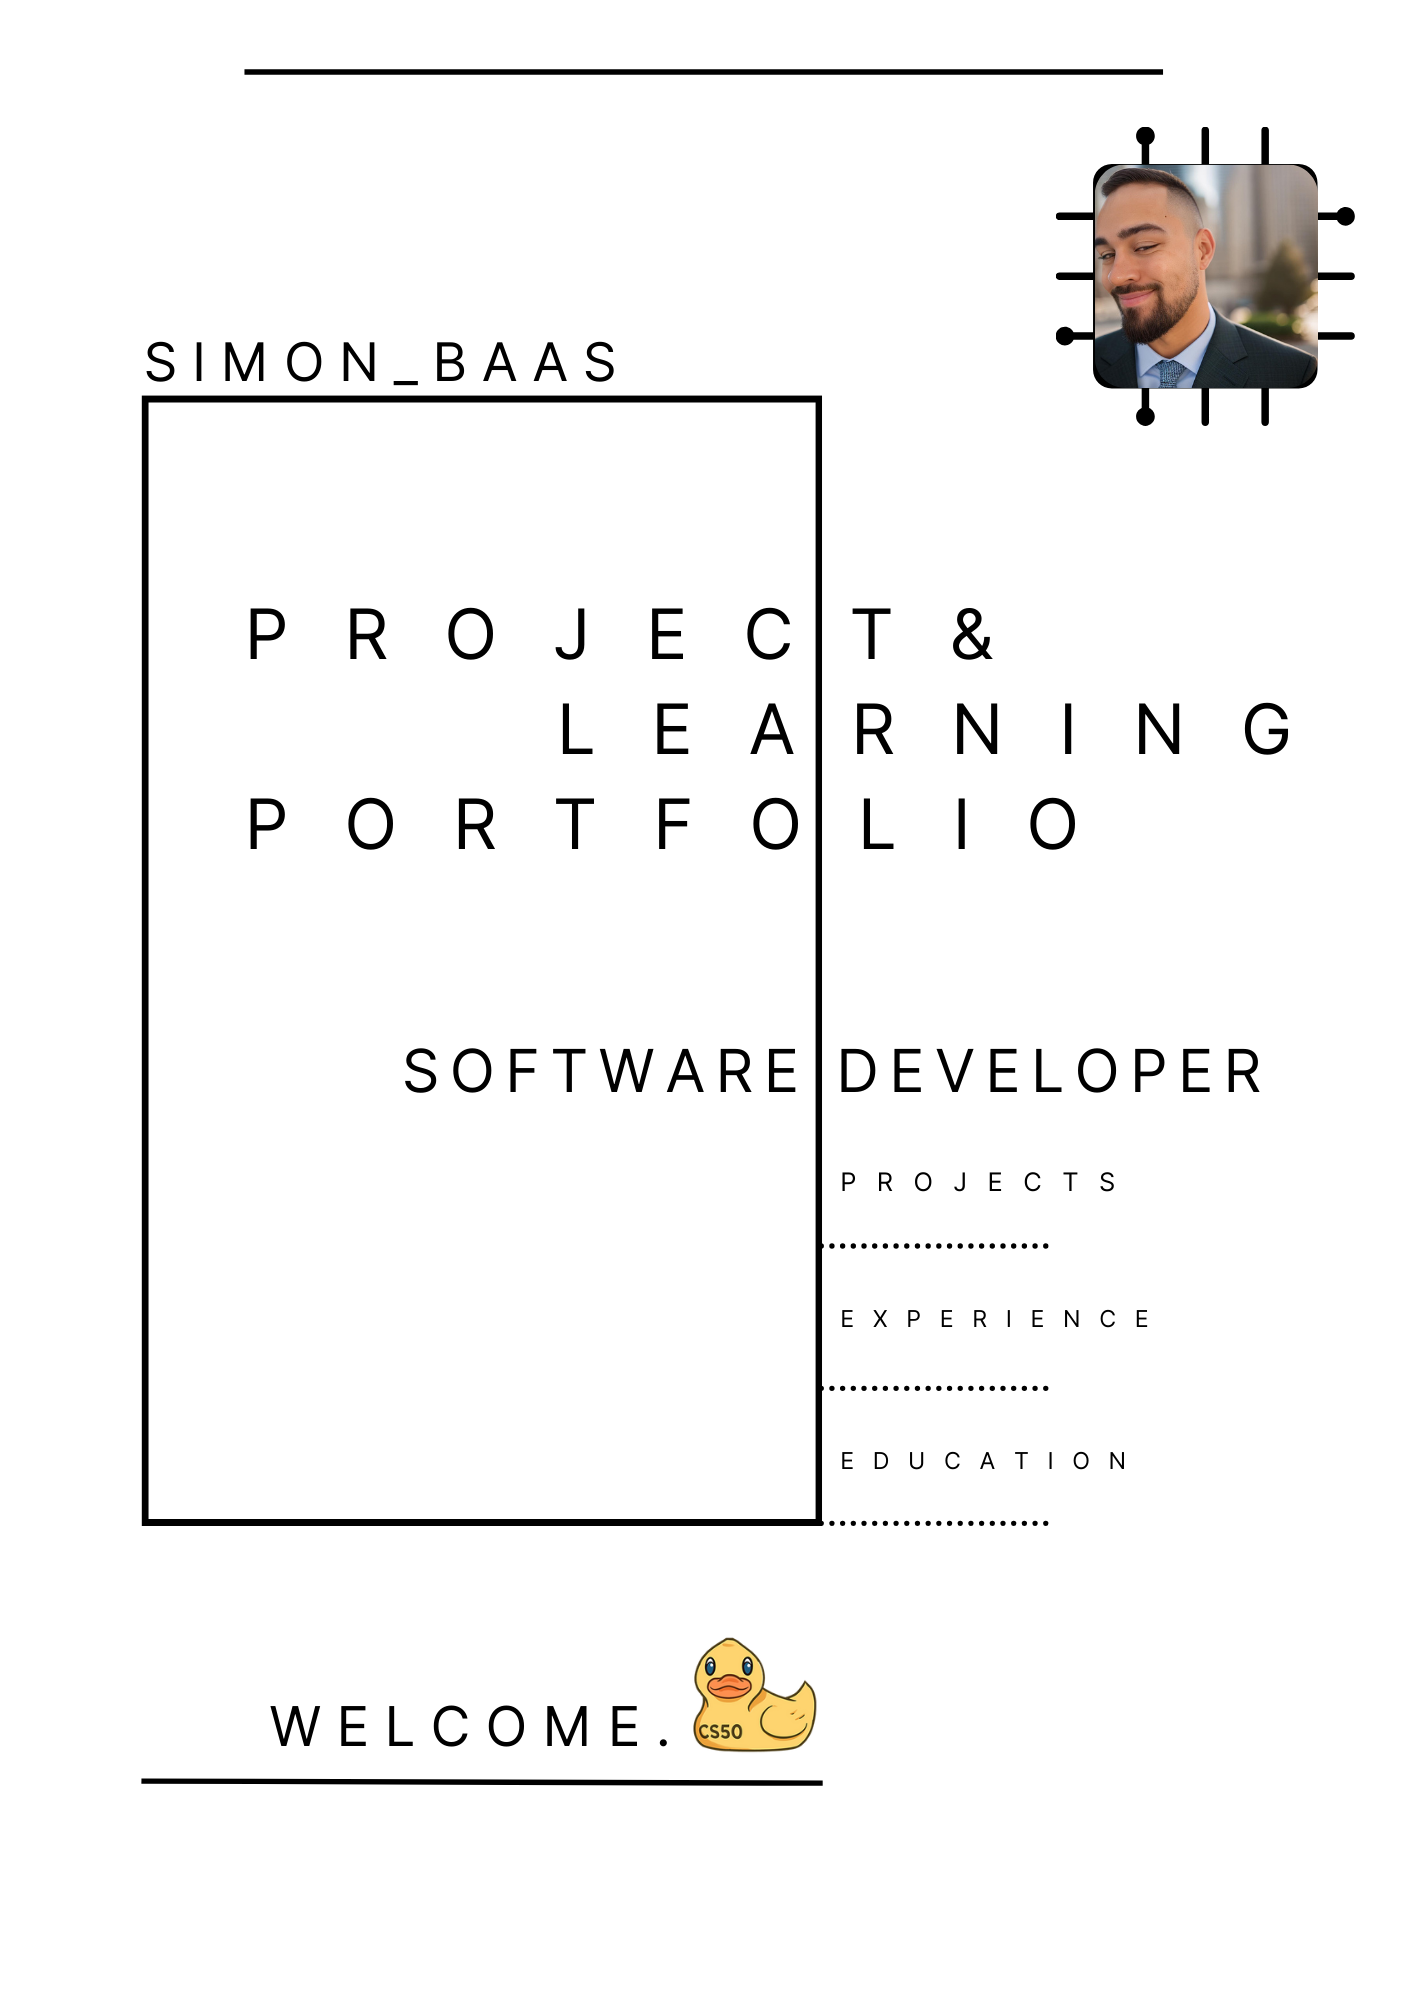 SIMON_BAAS
PROJECT &
LEARNING
PORTFOLIO
SOFTWARE DEVELOPER
PROJECTS
EXPERIENCE
EDUCATION
WELCOME.
CS50